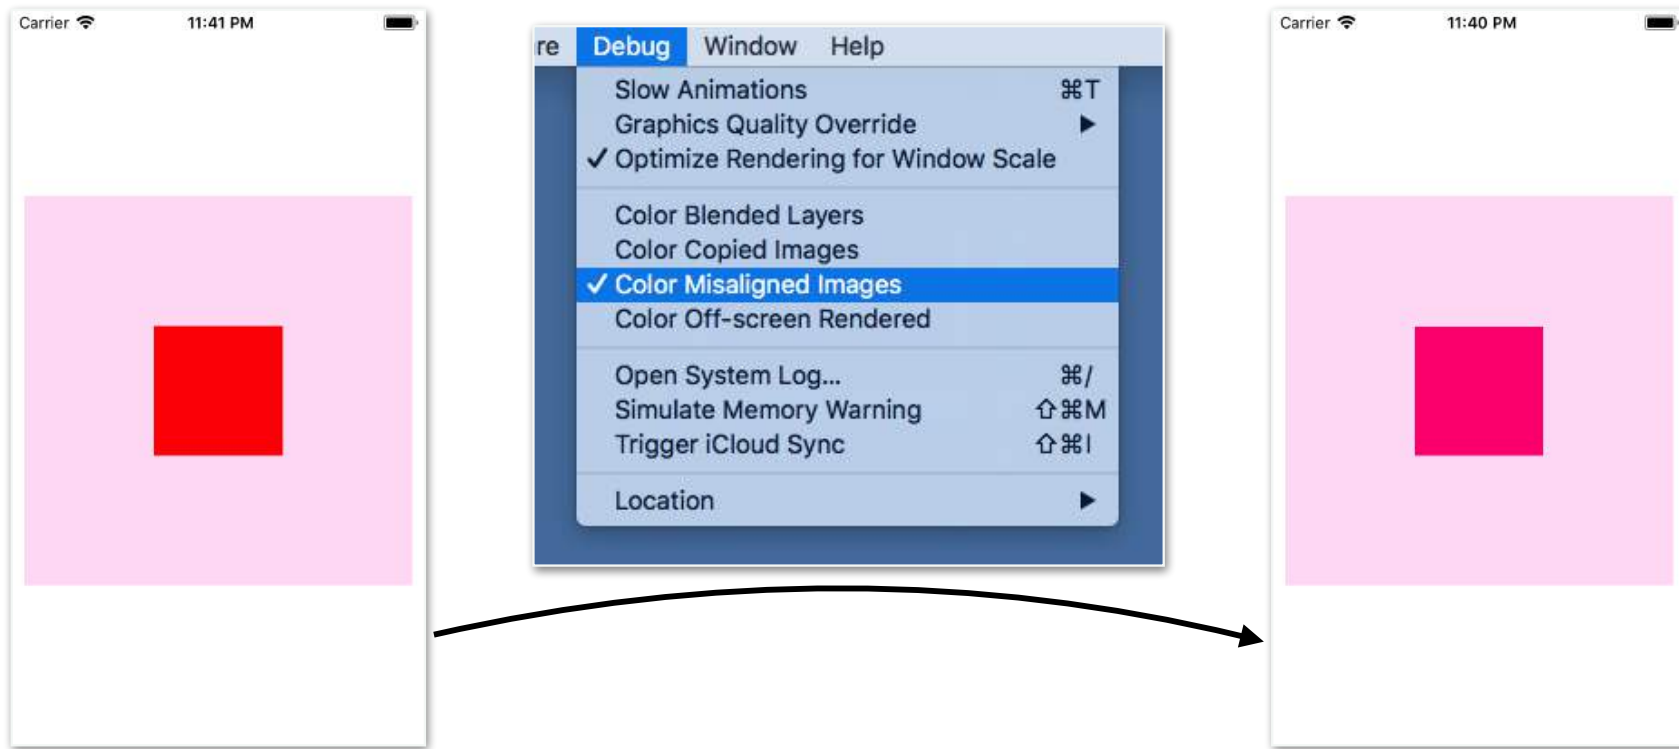 Carrier 11:41 PM
re Debug Window Help
Slow Animations ⌘T
Graphics Quality Override ▶
✓ Optimize Rendering for Window Scale
Color Blended Layers
Color Copied Images
✓ Color Misaligned Images
Color Off-screen Rendered
Open System Log... ⌘/
Simulate Memory Warning ⇧⌘M
Trigger iCloud Sync ⇧⌘I
Location ▶
Carrier 11:40 PM